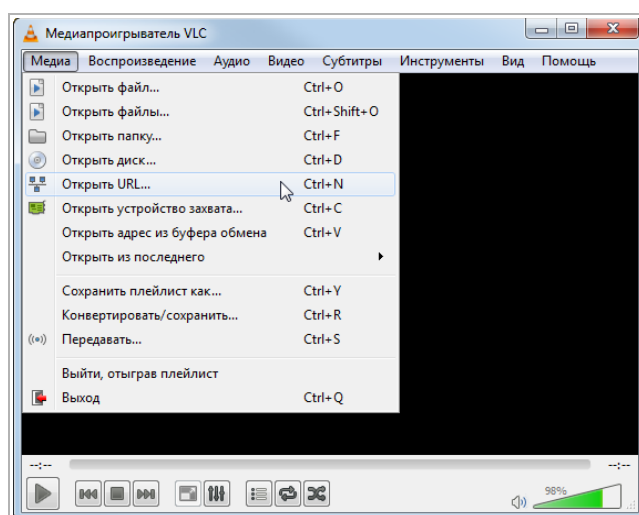 Медиапроигрыватель VLC
Медиа Воспроизведение Аудио Видео Субтитры Инструменты Вид Помощь
Открыть файл... Ctrl+O
Открыть файлы... Ctrl+Shift+O
Открыть папку... Ctrl+F
Открыть диск... Ctrl+D
Открыть URL... Ctrl+N
Открыть устройство захвата... Ctrl+C
Открыть адрес из буфера обмена Ctrl+V
Открыть из последнего
Сохранить плейлист как... Ctrl+Y
Конвертировать/сохранить... Ctrl+R
Передавать... Ctrl+S
Выйти, отыграв плейлист
Выход Ctrl+Q
--:-- --:--
98%